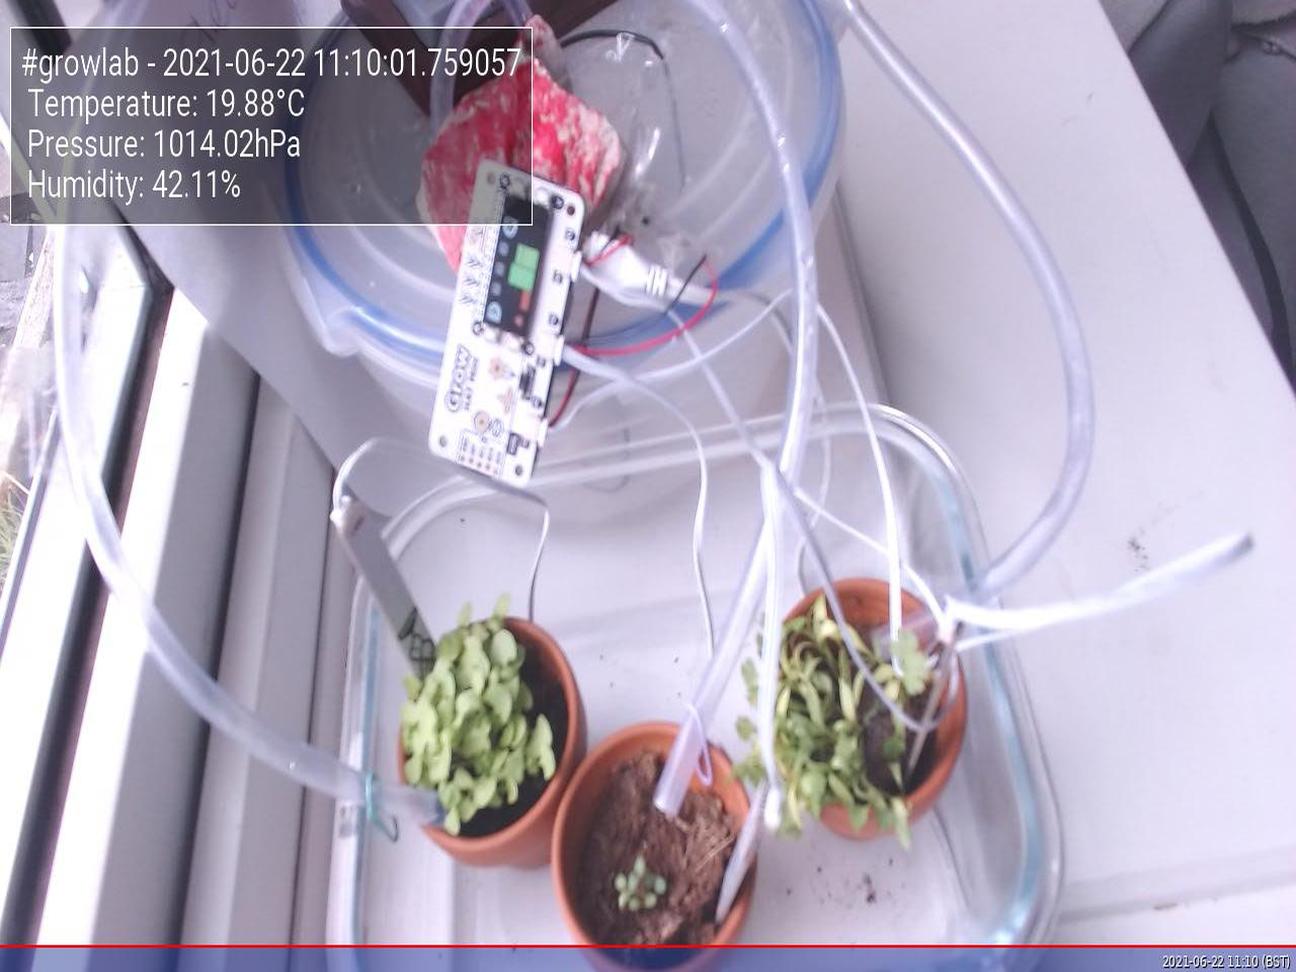 #growlab - 2021-06-22 11:10:01.759057
Temperature: 19.88°C
Pressure: 1014.02hPa
Humidity: 42.11%
GROW
2021-06-22 11:10 (BST)